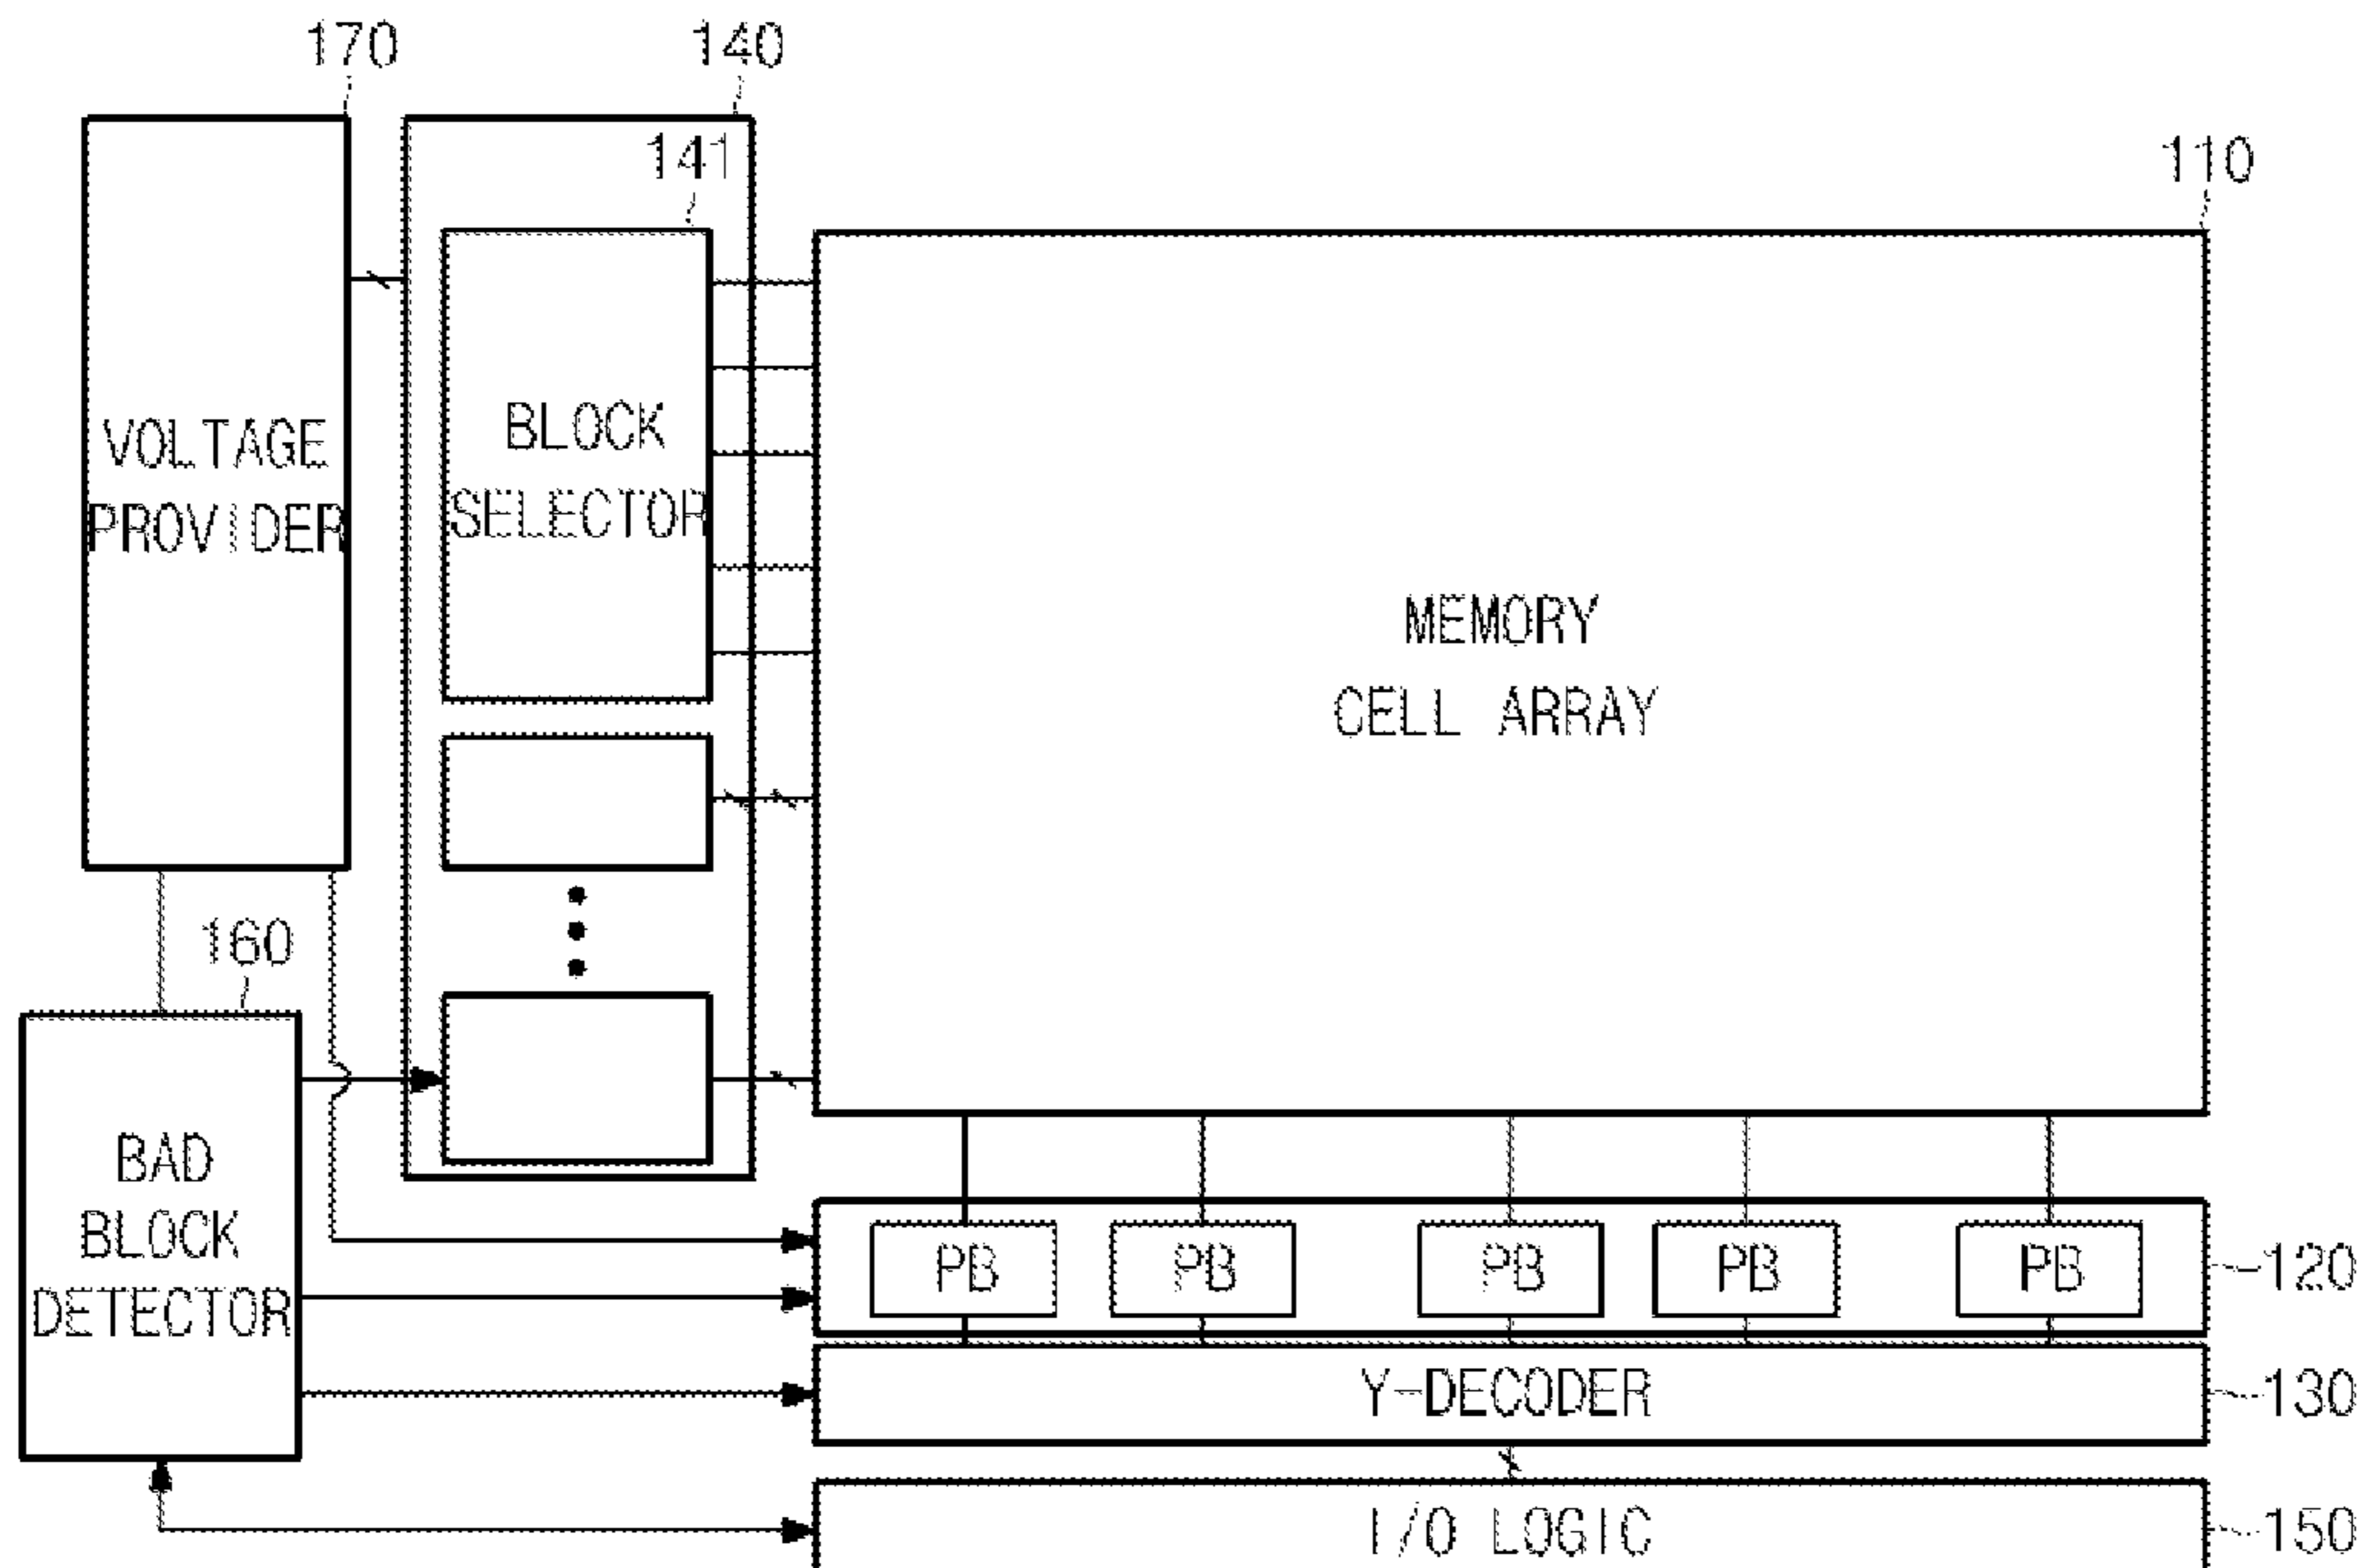 170
140
141
110
VOLTAGE
PROVIDER
BLOCK
SELECTOR
MEMORY
CELL ARRAY
160
BAD
BLOCK
DETECTOR
PB PB PB PB PB
120
Y-DECODER
130
I/O LOGIC
150